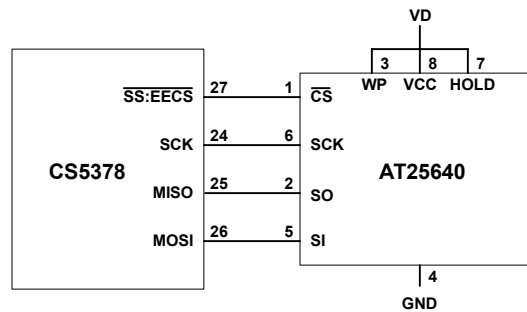 VD
3 8 7
WP VCC HOLD
SS:EECS 27 1 CS
SCK 24 6 SCK
CS5378 AT25640
MISO 25 2 SO
MOSI 26 5 SI
4
GND